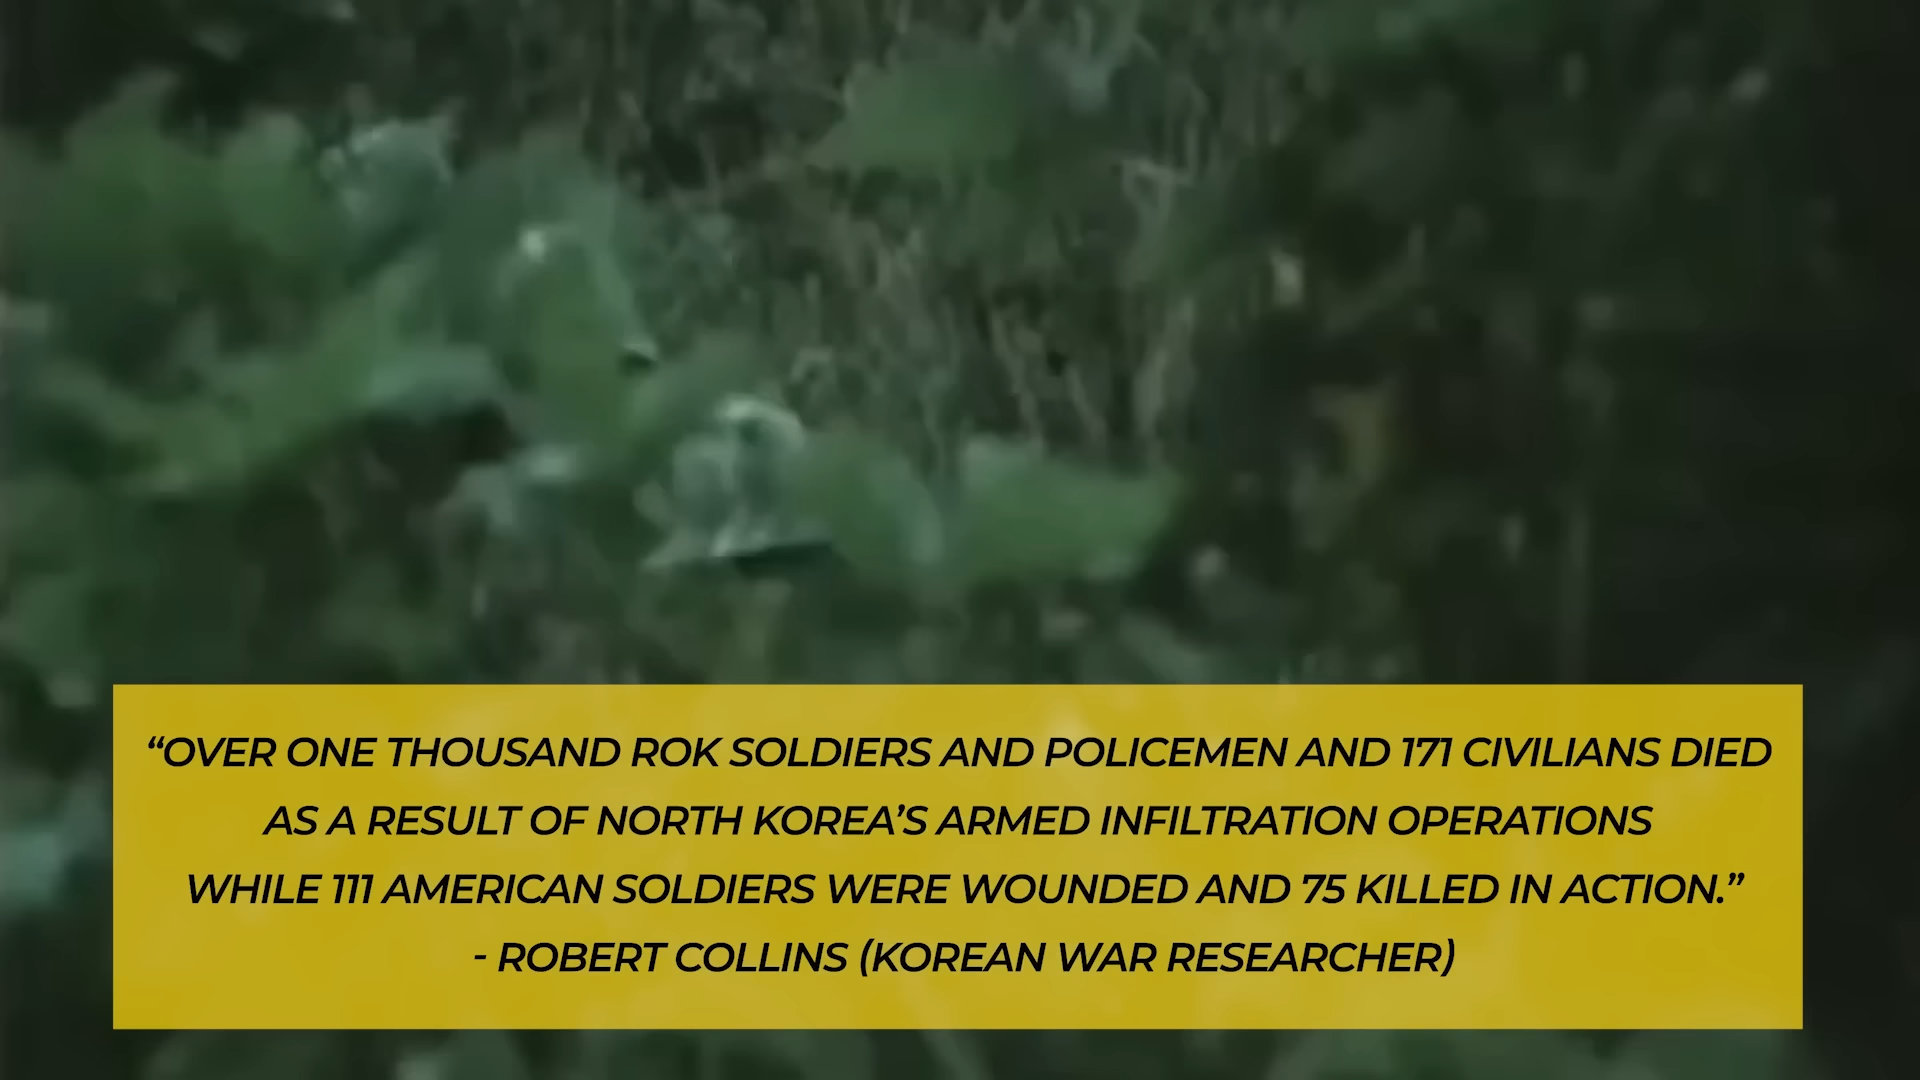 “OVER ONE THOUSAND ROK SOLDIERS AND POLICEMEN AND 171 CIVILIANS DIED
AS A RESULT OF NORTH KOREA’S ARMED INFILTRATION OPERATIONS
WHILE 111 AMERICAN SOLDIERS WERE WOUNDED AND 75 KILLED IN ACTION.”
- ROBERT COLLINS (KOREAN WAR RESEARCHER)